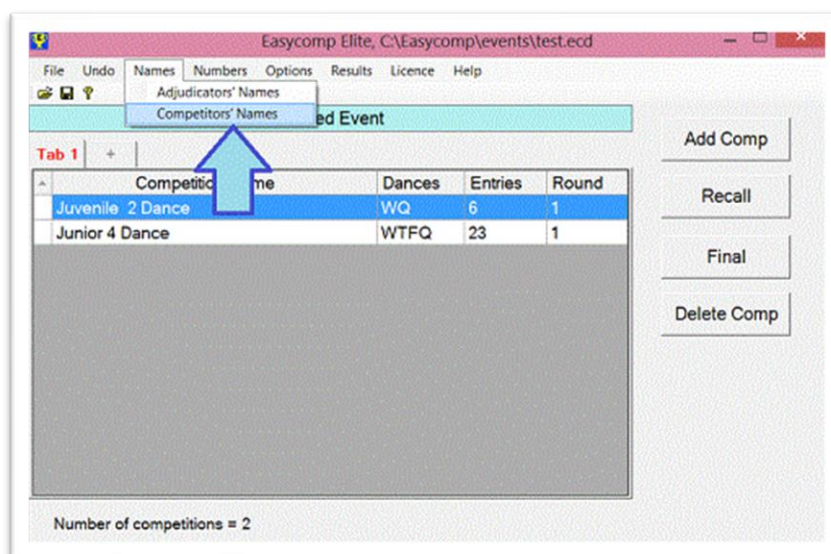 Easycomp Elite, C:\Easycomp\events\test.ecd
File Undo Names Numbers Options Results Licence Help
Adjudicators' Names
Competitors' Names
ed Event
Tab 1 +
Competitio me Dances Entries Round
Juvenile 2 Dance WQ 6 1
Junior 4 Dance WTFQ 23 1
Add Comp
Recall
Final
Delete Comp
Number of competitions = 2